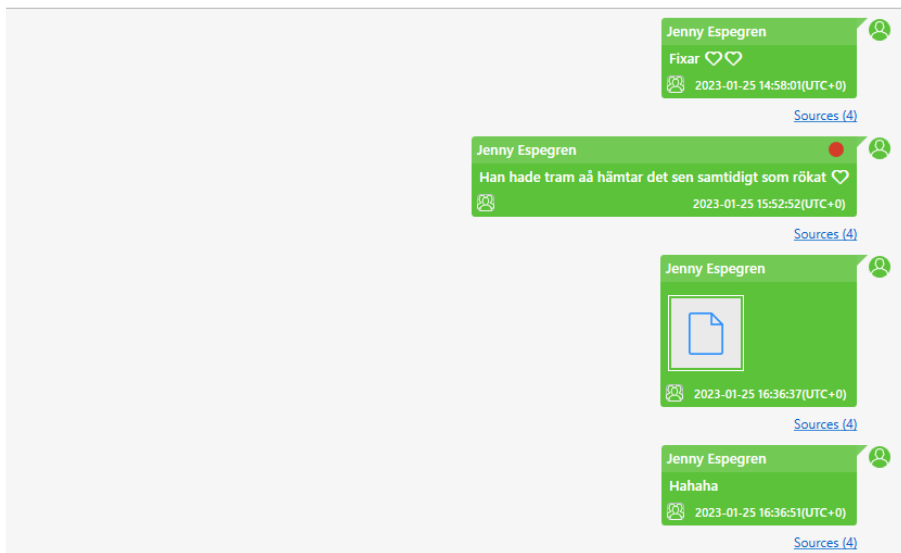 Jenny Espegren
Fixar ♡♡
2023-01-25 14:58:01(UTC+0)
Sources (4)
Jenny Espegren
Han hade tram aå hämtar det sen samtidigt som rökat ♡
2023-01-25 15:52:52(UTC+0)
Sources (4)
Jenny Espegren
2023-01-25 16:36:37(UTC+0)
Sources (4)
Jenny Espegren
Hahaha
2023-01-25 16:36:51(UTC+0)
Sources (4)